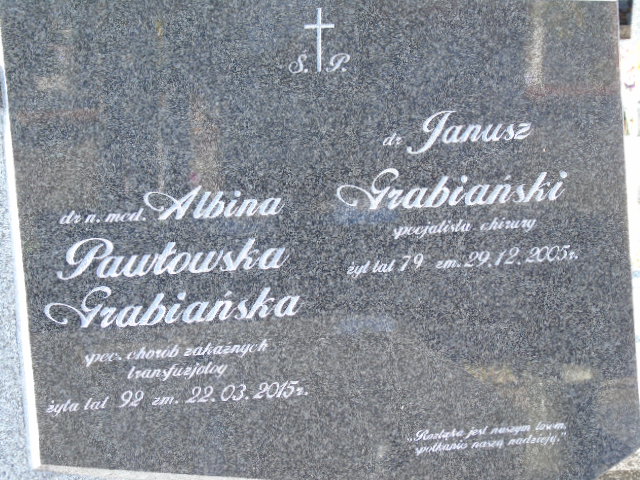 Ś. P.
dr Janusz
Grabiański
specjalista chirurg
żył lat 79 zm. 29.12.2005r.
dr n. med. Albina
Pawłowska
Grabiańska
spec. chorób zakaźnych
transfuzjolog
żyła lat 92 zm. 22.03.2015r.
"Rozłąka jest naszym losem,
spotkanie naszą nadzieją."